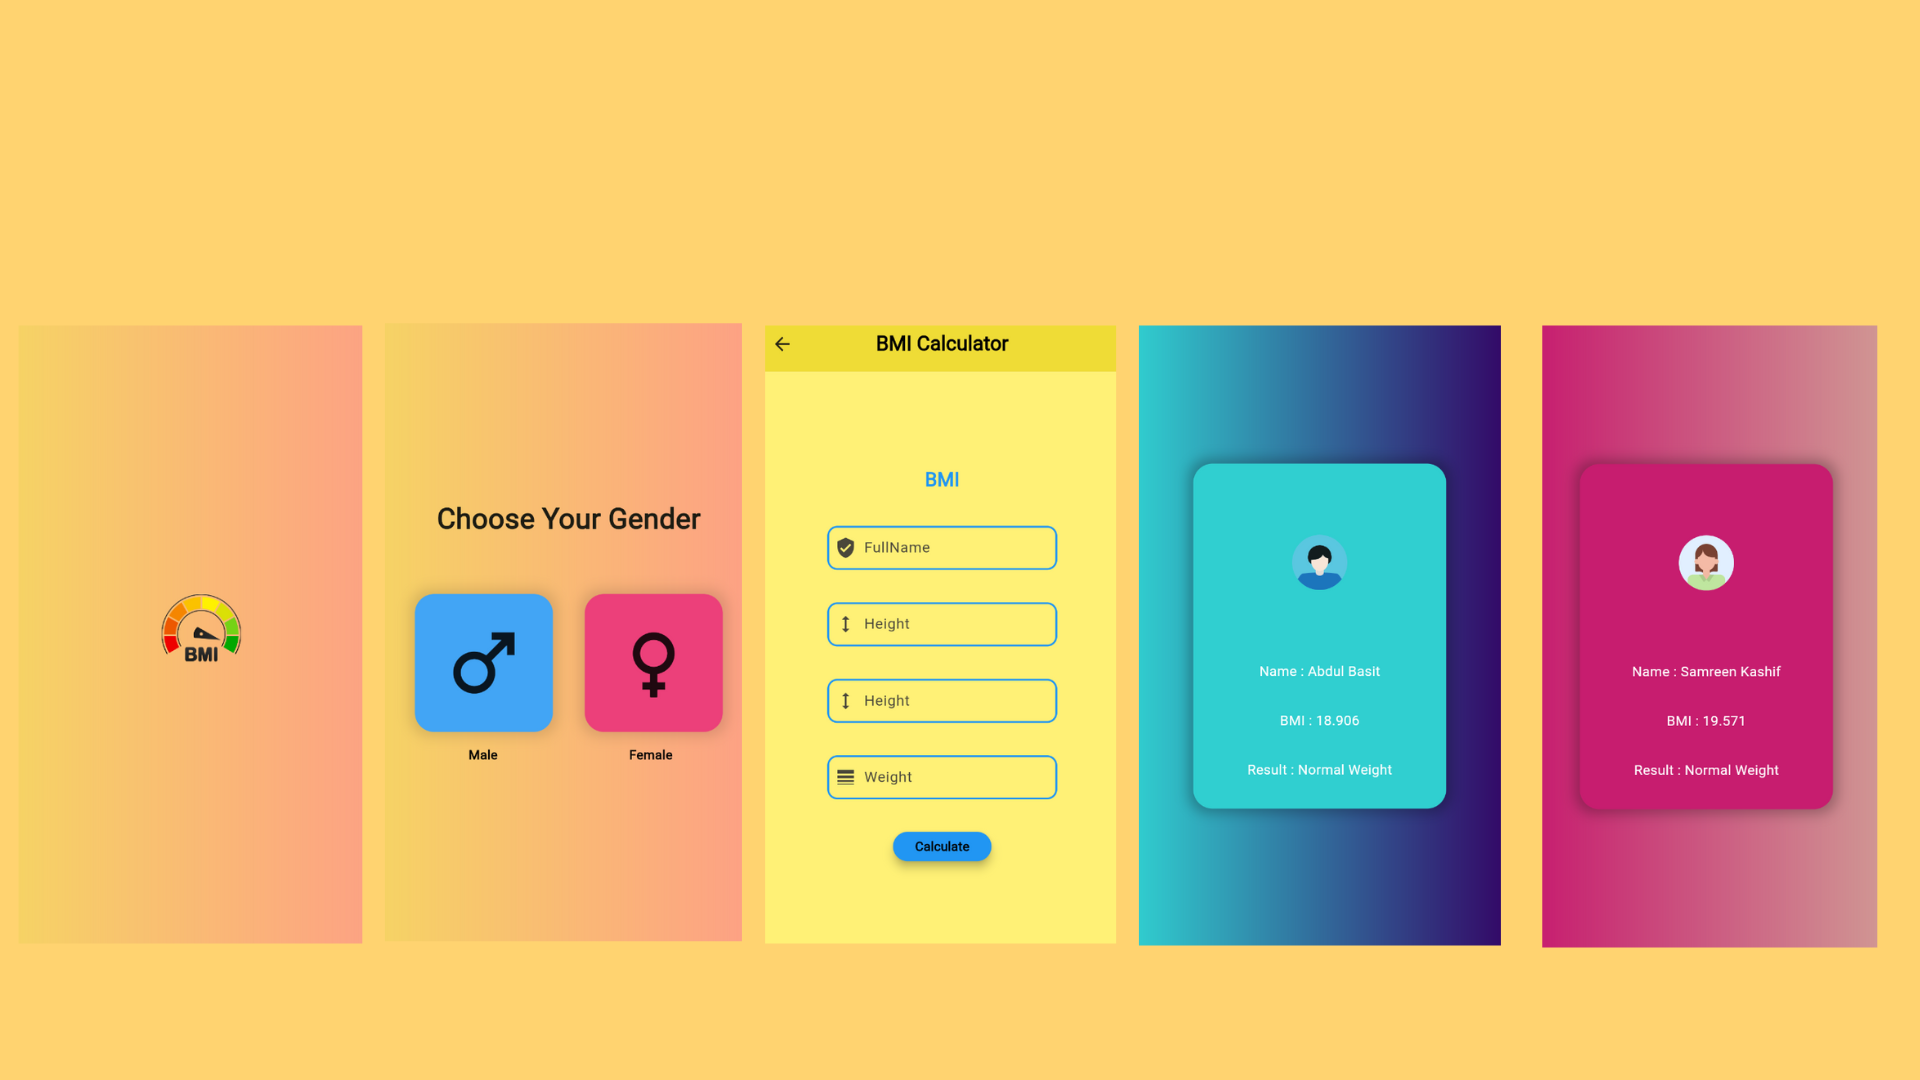 BMI
Choose Your Gender
Male
Female
BMI Calculator
BMI
FullName
Height
Height
Weight
Calculate
Name : Abdul Basit
BMI : 18.906
Result : Normal Weight
Name : Samreen Kashif
BMI : 19.571
Result : Normal Weight